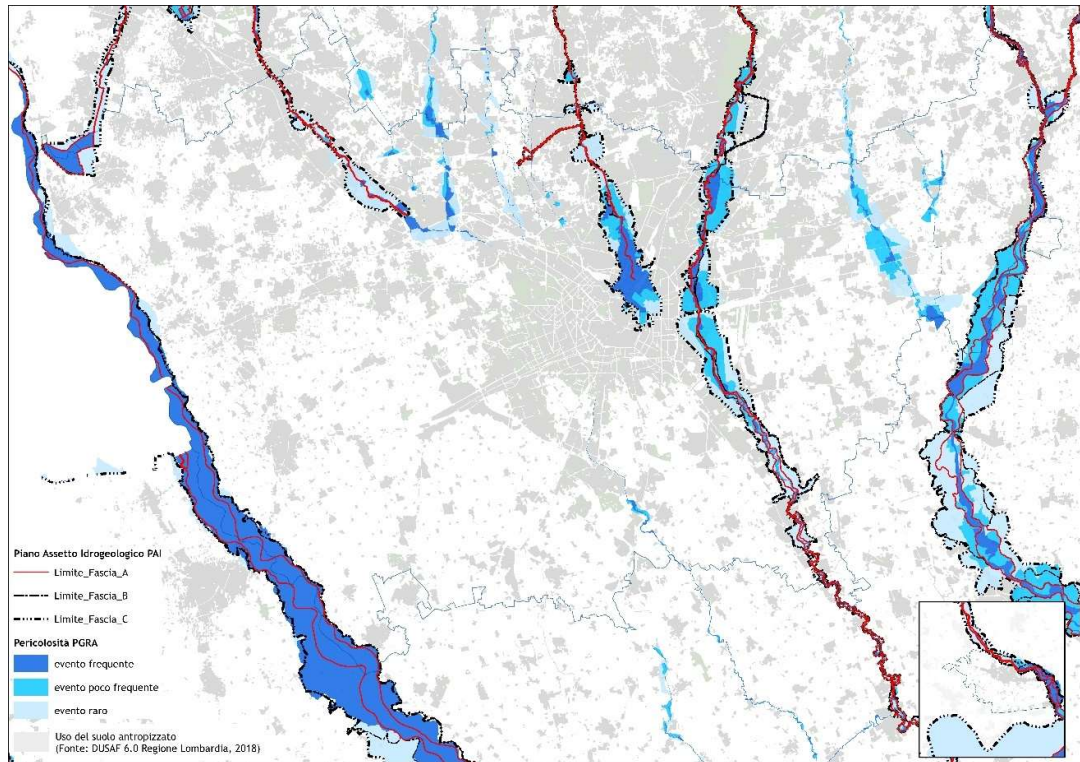 Piano Assetto Idrogeologico PAI
Limite_Fascia_A
Limite_Fascia_B
Limite_Fascia_C
Pericolosità PGRA
evento frequente
evento poco frequente
evento raro
Uso del suolo antropizzato
(Fonte: DUSAF 6.0 Regione Lombardia, 2018)